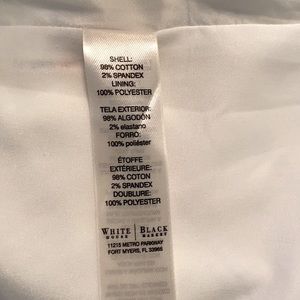 SHELL:
98% COTTON
2% SPANDEX
LINING:
100% POLYESTER
TELA EXTERIOR:
98% ALGODÓN
2% elastano
FORRO:
100% poliéster
ÉTOFFE
EXTÉRIEURE:
98% COTON
2% SPANDEX
DOUBLURE:
100% POLYESTER
WHITE | BLACK
HOUSE | MARKET
11215 METRO PARKWAY
FORT MYERS, FL 33966